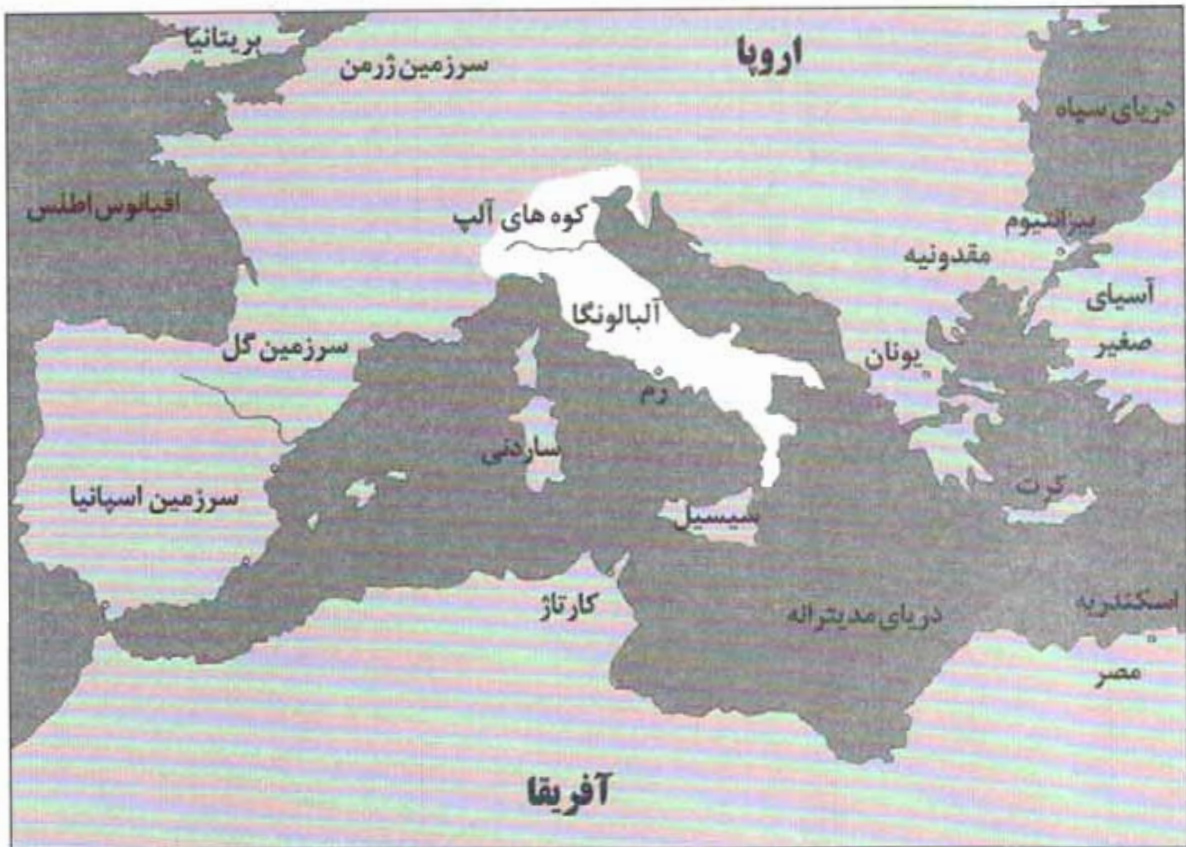 بریتانیا
اروپا
سرزمین ژرمن
دریای سیاه
اقیانوس اطلس
کوه های آلپ
بیزانتیوم
مقدونیه
آسیای
صغیر
آلبالونگا
سرزمین گل
یونان
رم
ساردنی
کرت
سرزمین اسپانیا
سیسیل
اسکندریه
کارتاژ
دریای مدیترانه
مصر
آفریقا